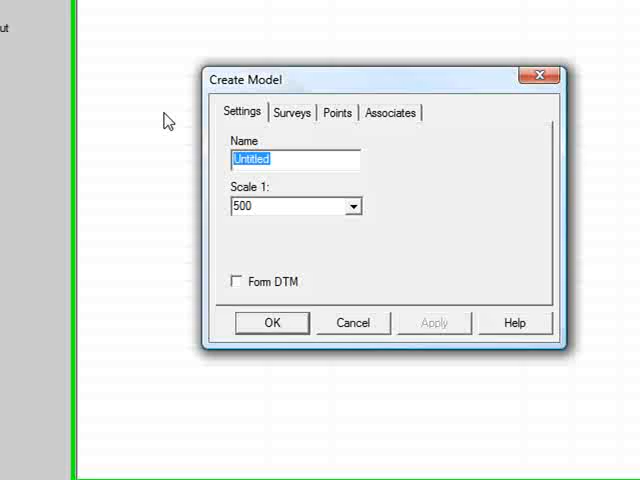 ut
Create Model
Settings Surveys Points Associates
Name
Untitled
Scale 1:
500
Form DTM
OK Cancel Apply Help